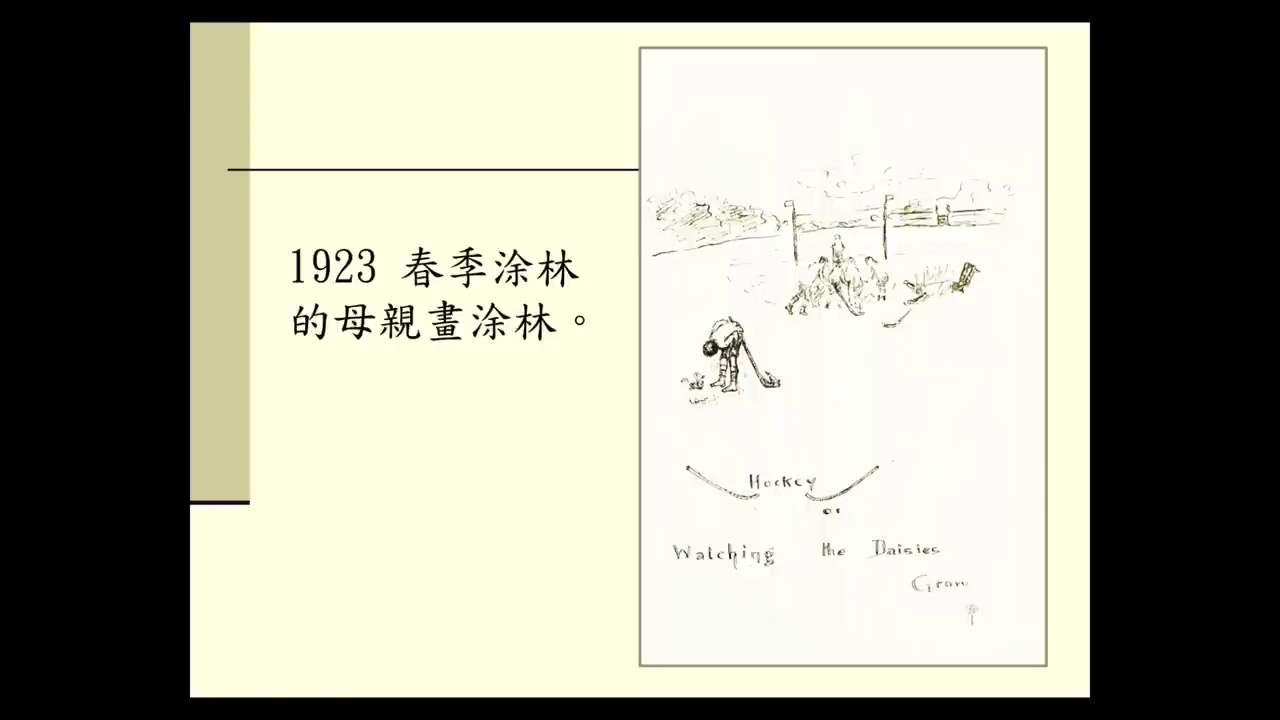 1923 春季涂林
的母親畫涂林。
Hockey
or
Watching the Daisies
Grow